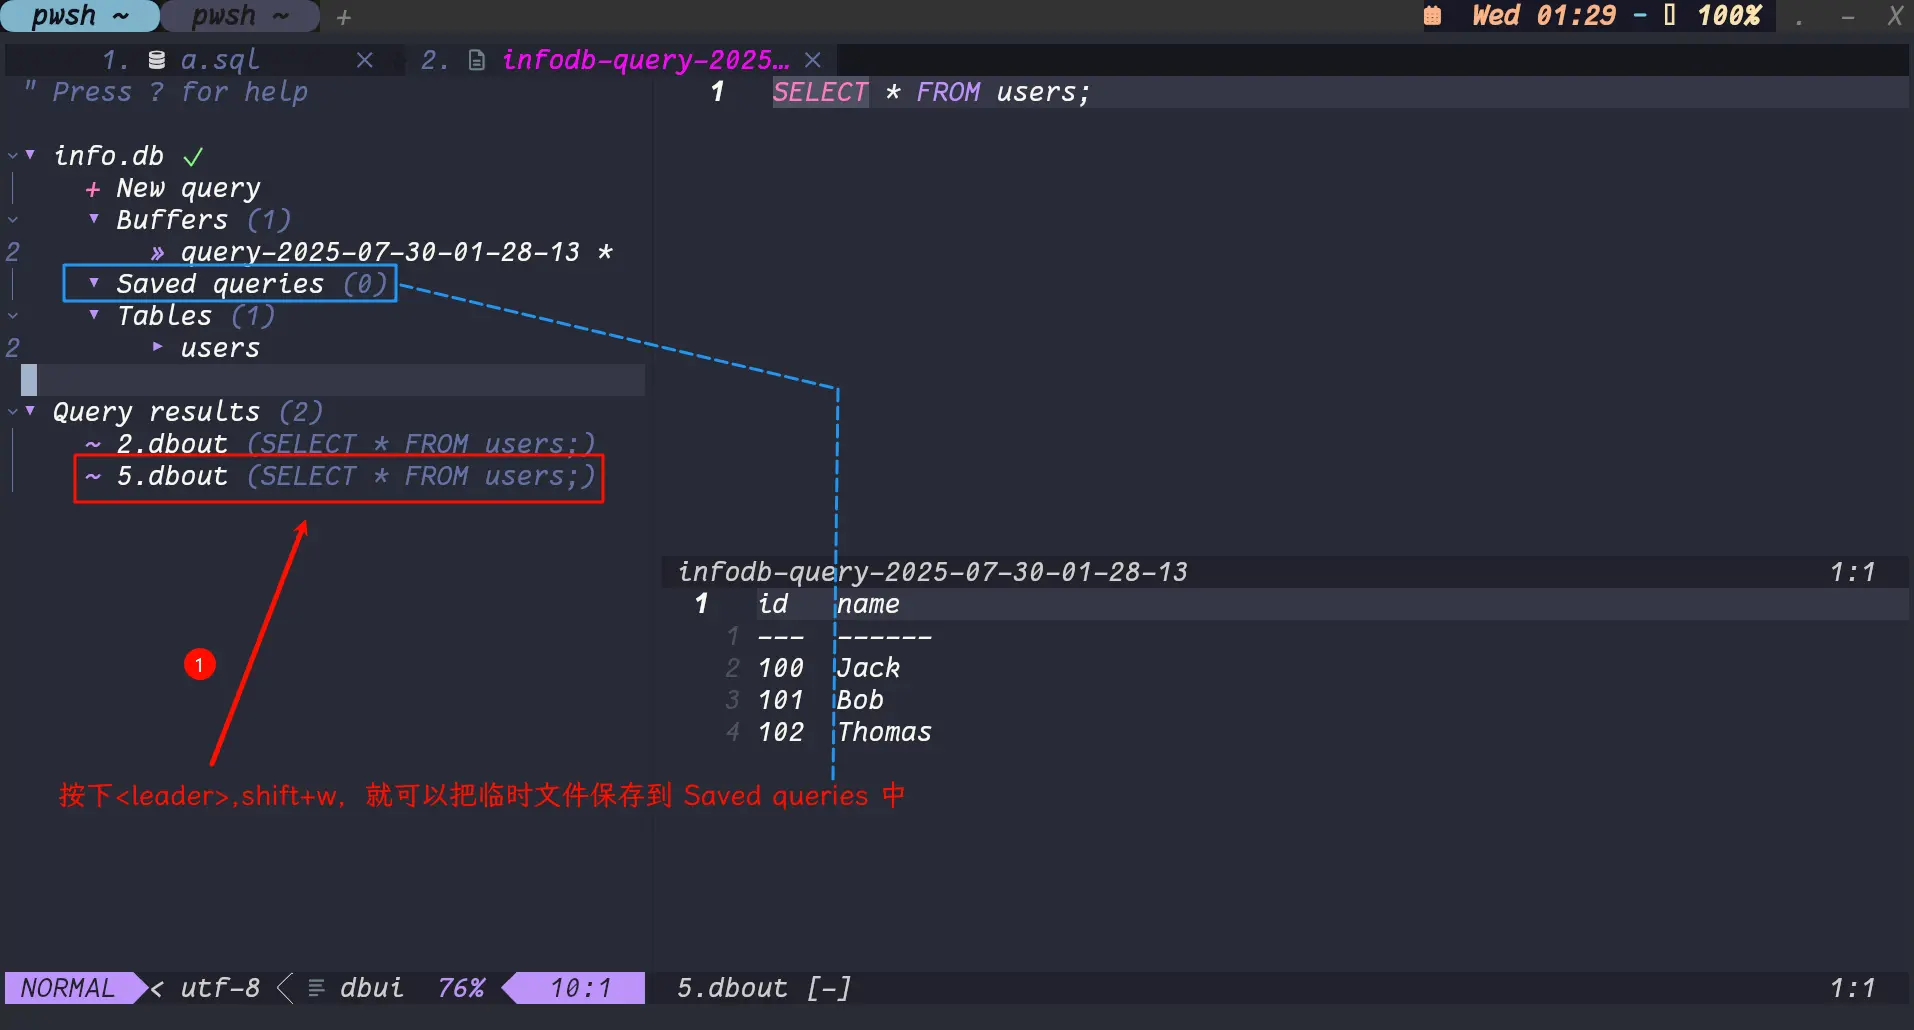 pwsh ~ pwsh ~ + Wed 01:29 - 100% . - X
1. a.sql × 2. infodb-query-2025… ×
" Press ? for help
info.db ✓
+ New query
▾ Buffers (1)
2 » query-2025-07-30-01-28-13 *
▾ Saved queries (0)
▾ Tables (1)
2 ▸ users
▾ Query results (2)
~ 2.dbout (SELECT * FROM users;)
~ 5.dbout (SELECT * FROM users;)
1
按下<leader>,shift+w, 就可以把临时文件保存到 Saved queries 中
1 SELECT * FROM users;
infodb-query-2025-07-30-01-28-13 1:1
1 id name
1 --- ------
2 100 Jack
3 101 Bob
4 102 Thomas
NORMAL < utf-8 dbui 76% 10:1 5.dbout [-] 1:1